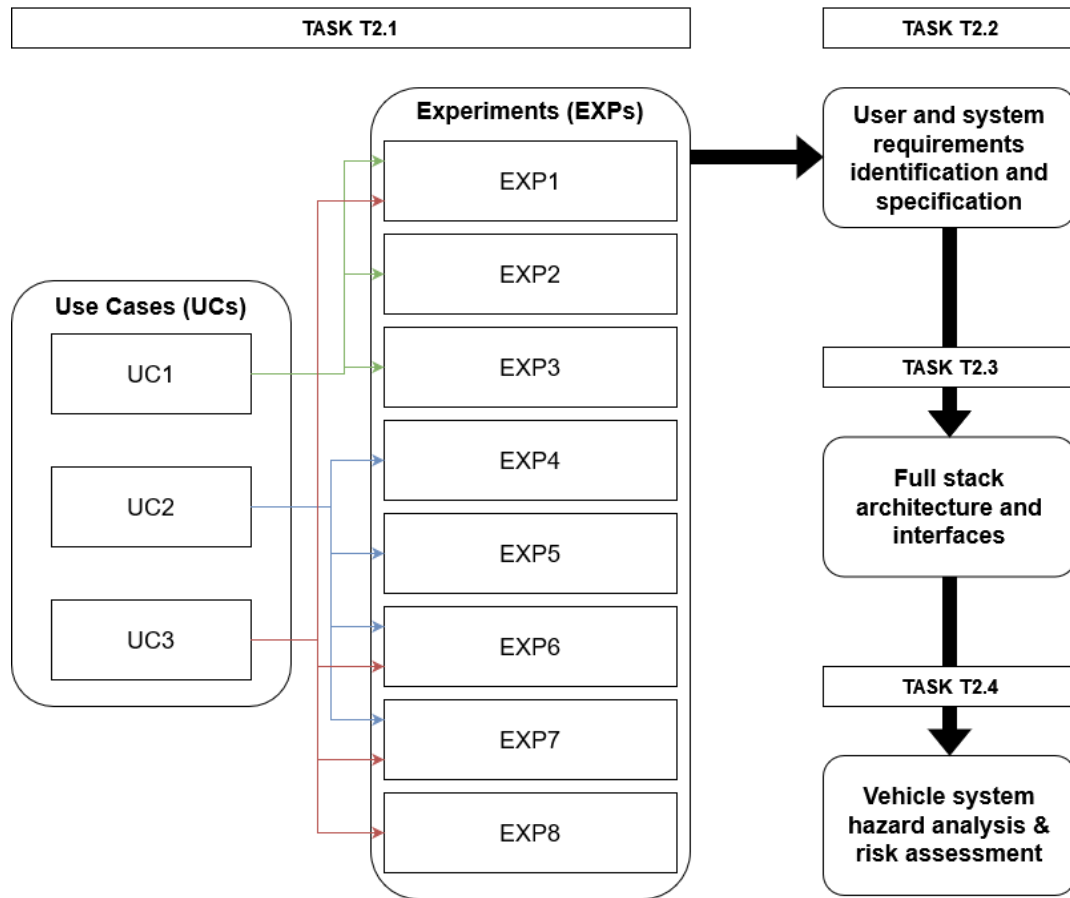 TASK T2.1
TASK T2.2
Experiments (EXPs)
EXP1
EXP2
EXP3
EXP4
EXP5
EXP6
EXP7
EXP8
Use Cases (UCs)
UC1
UC2
UC3
User and system
requirements
identification and
specification
TASK T2.3
Full stack
architecture and
interfaces
TASK T2.4
Vehicle system
hazard analysis &
risk assessment